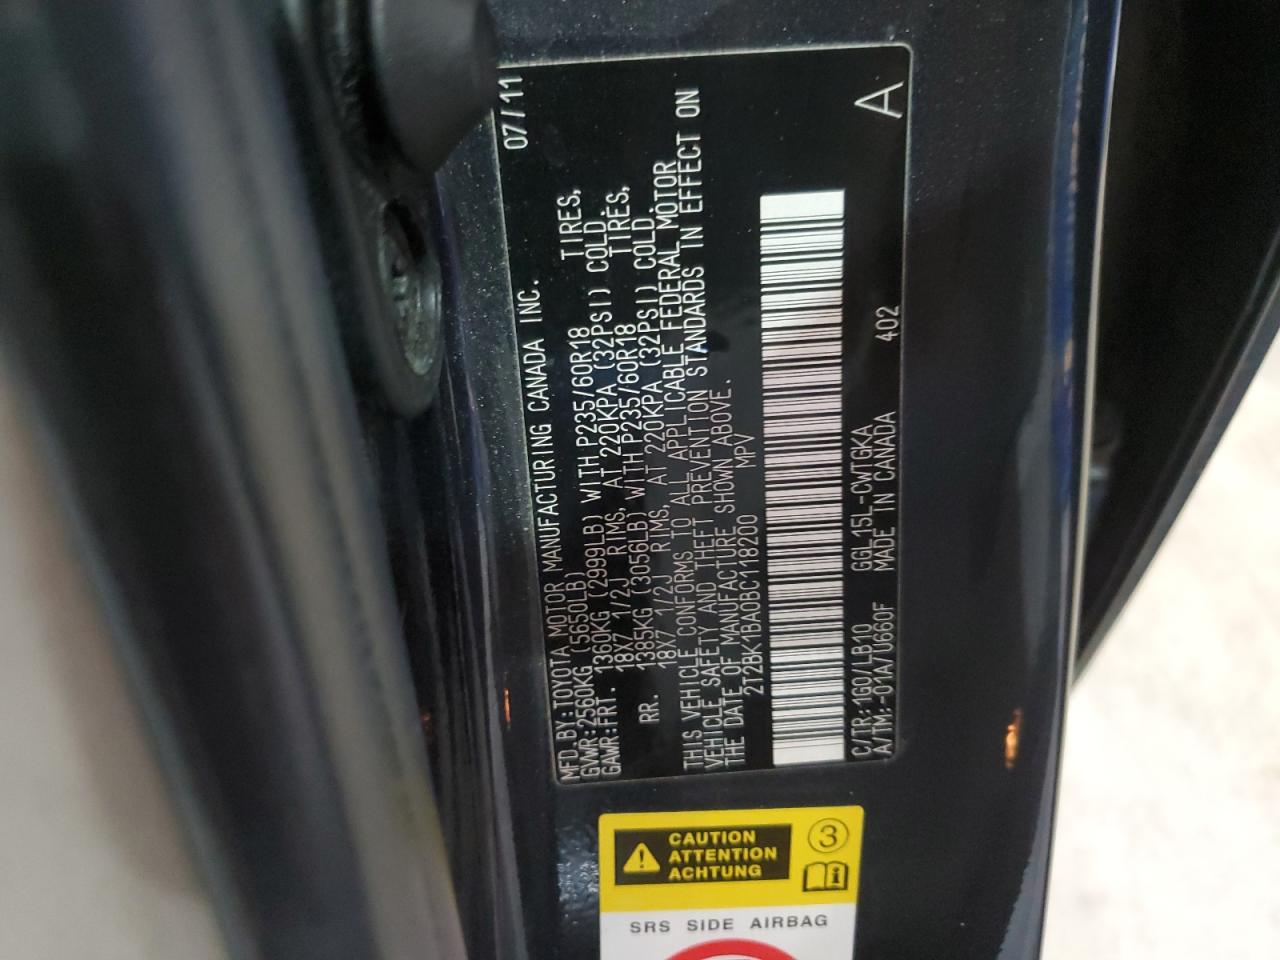 MFD.BY:TOYOTA MOTOR MANUFACTURING CANADA INC. 07/11
GVWR:2560KG (5650LB)
GAWR:FRT. 1360KG (2999LB) WITH P235/60R18 TIRES,
18X7 1/2J RIMS, AT 220KPA (32PSI) COLD.
RR. 1385KG (3056LB) WITH P235/60R18 TIRES,
18X7 1/2J RIMS, AT 220KPA (32PSI) COLD.
THIS VEHICLE CONFORMS TO ALL APPLICABLE FEDERAL MOTOR
VEHICLE SAFETY AND THEFT PREVENTION STANDARDS IN EFFECT ON
THE DATE OF MANUFACTURE SHOWN ABOVE.
2T2BK1BA0BC118200 MPV
C/TR:1G0/LB10 GGL15L-CWTGKA
A/TM:-01A/U660F MADE IN CANADA 402 A
CAUTION
ATTENTION
ACHTUNG
3
SRS SIDE AIRBAG